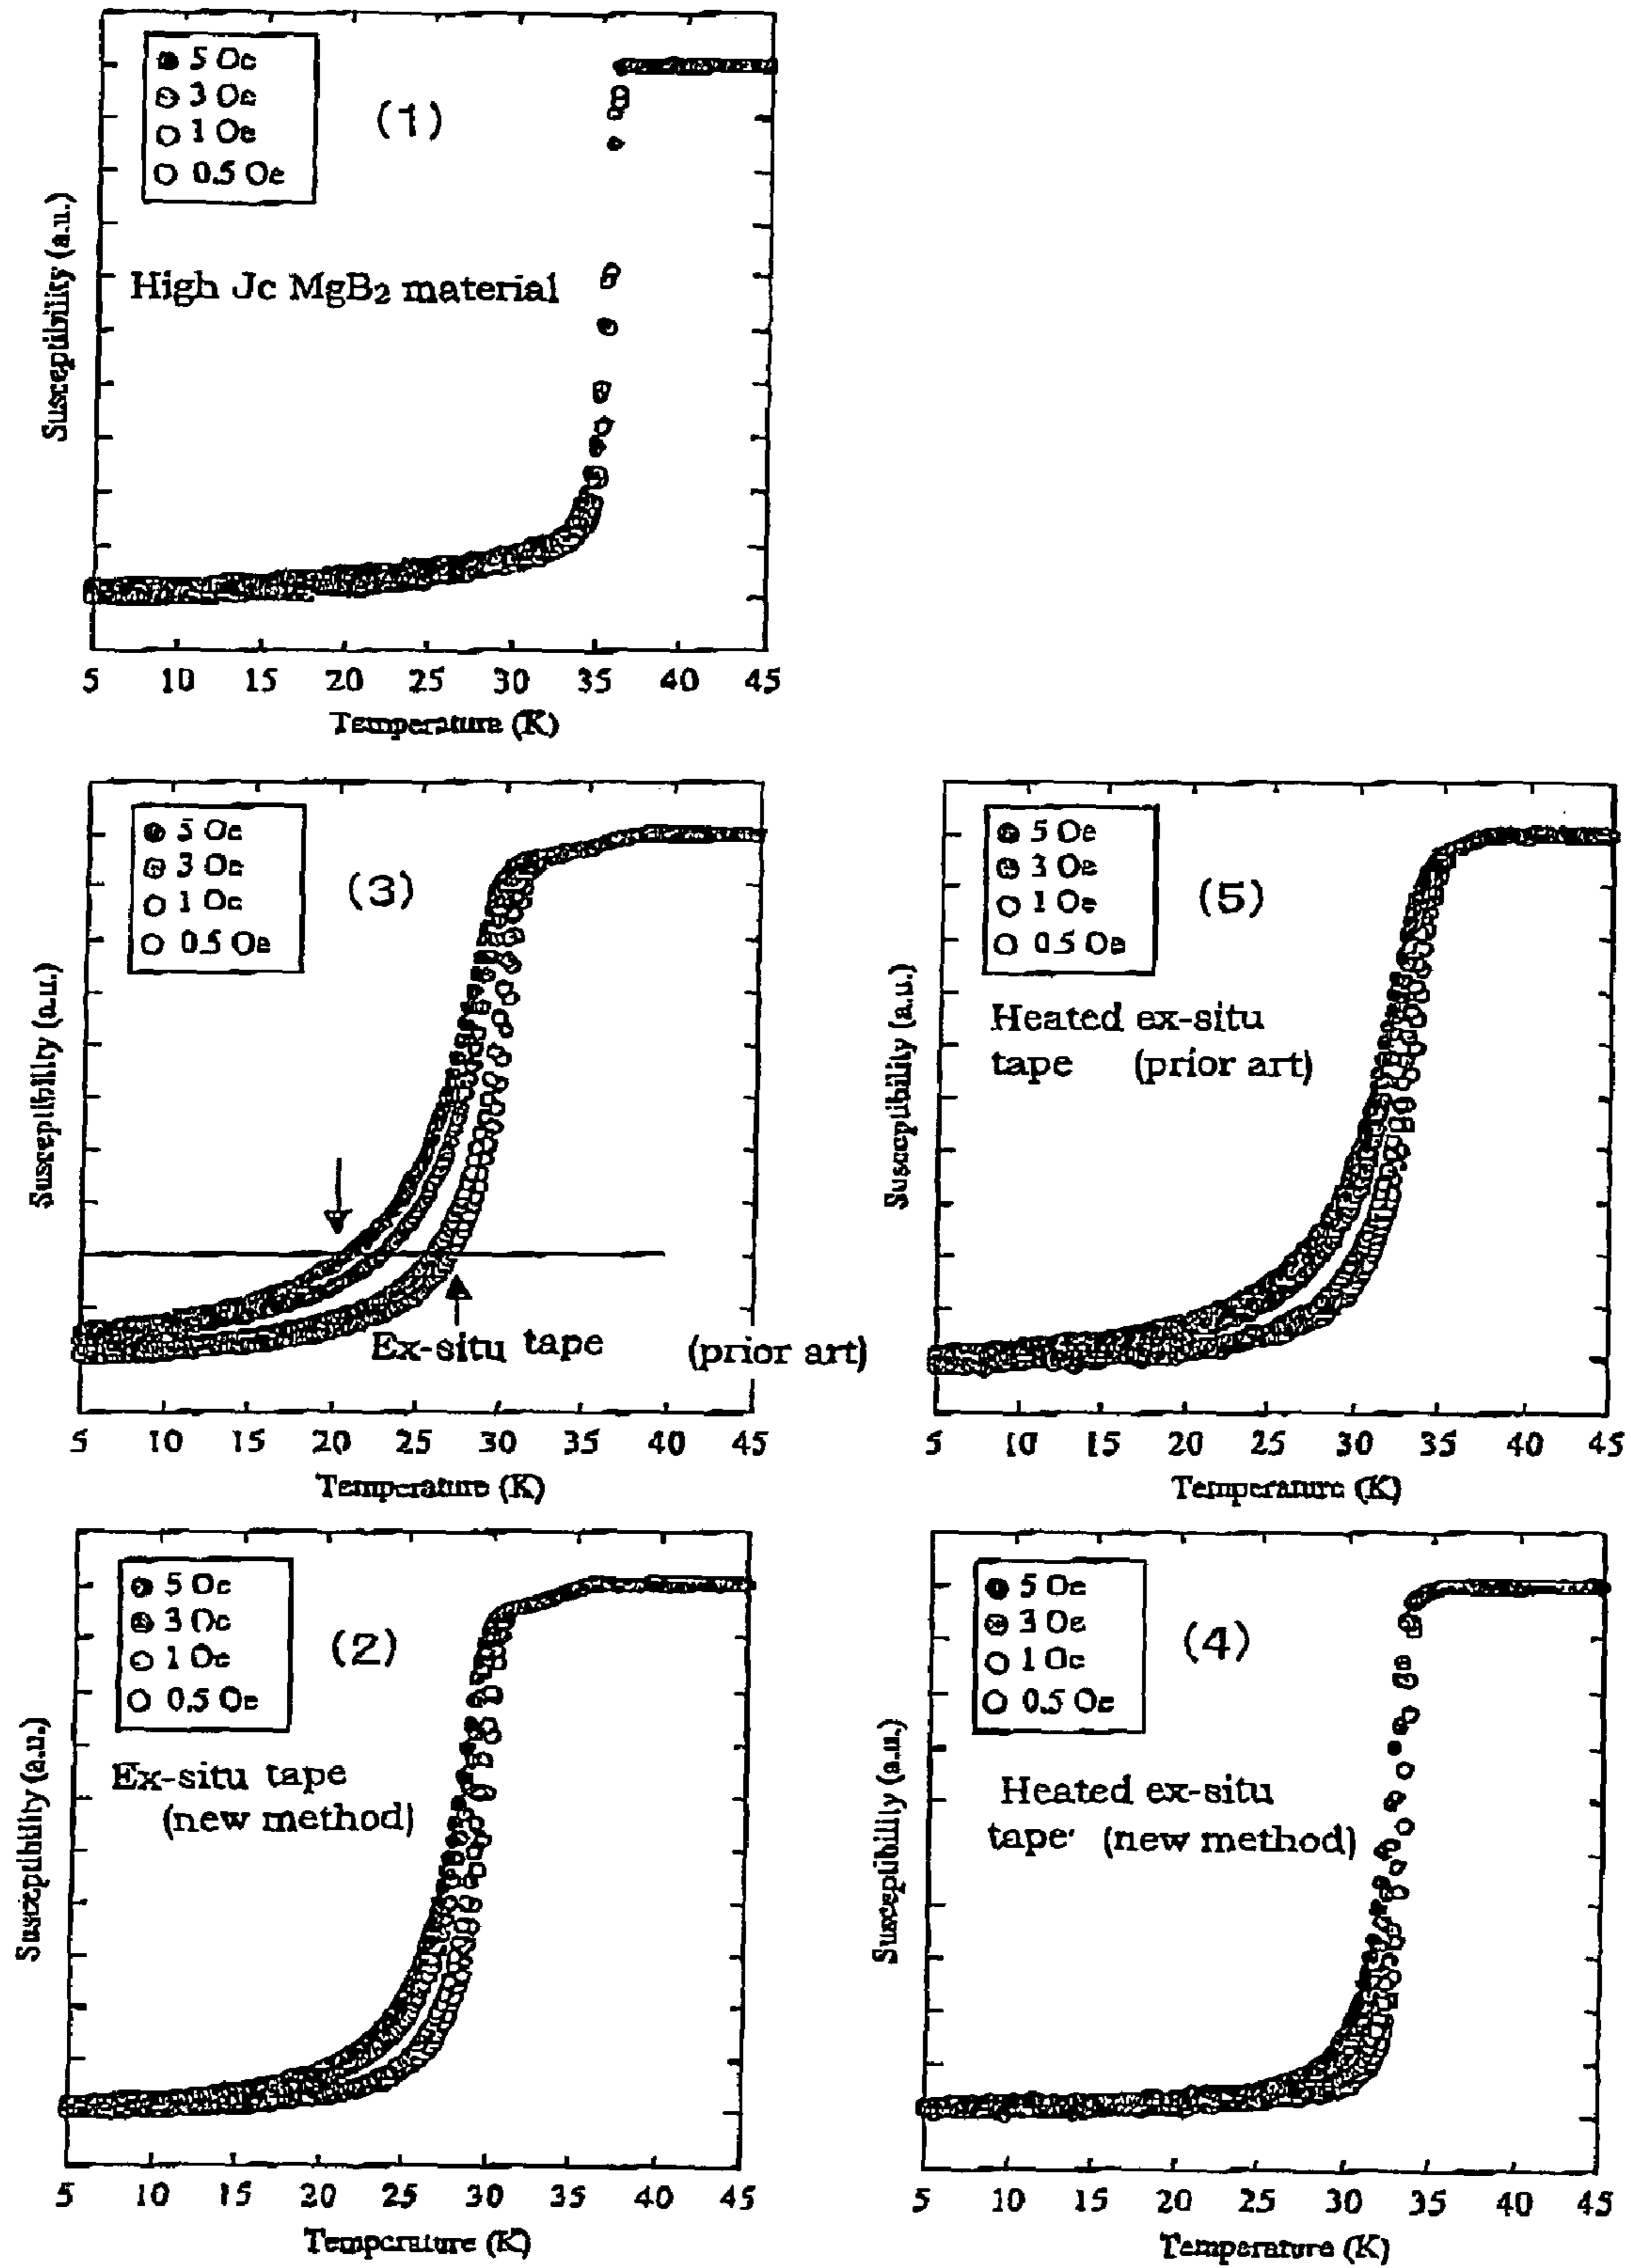 5 Oe
3 Oe
1 Oe
0.5 Oe
(1)
High Jc MgB₂ material
Susceptibility (a.u.)
5 10 15 20 25 30 35 40 45
Temperature (K)
5 Oe
3 Oe
1 Oe
0.5 Oe
(3)
Susceptibility (a.u.)
Ex-situ tape (prior art)
5 10 15 20 25 30 35 40 45
Temperature (K)
5 Oe
3 Oe
1 Oe
0.5 Oe
(5)
Heated ex-situ
tape (prior art)
Susceptibility (a.u.)
5 10 15 20 25 30 35 40 45
Temperature (K)
5 Oe
3 Oe
1 Oe
0.5 Oe
(2)
Ex-situ tape
(new method)
Susceptibility (a.u.)
5 10 15 20 25 30 35 40 45
Temperature (K)
5 Oe
3 Oe
1 Oe
0.5 Oe
(4)
Heated ex-situ
tape (new method)
Susceptibility (a.u.)
5 10 15 20 25 30 35 40 45
Temperature (K)